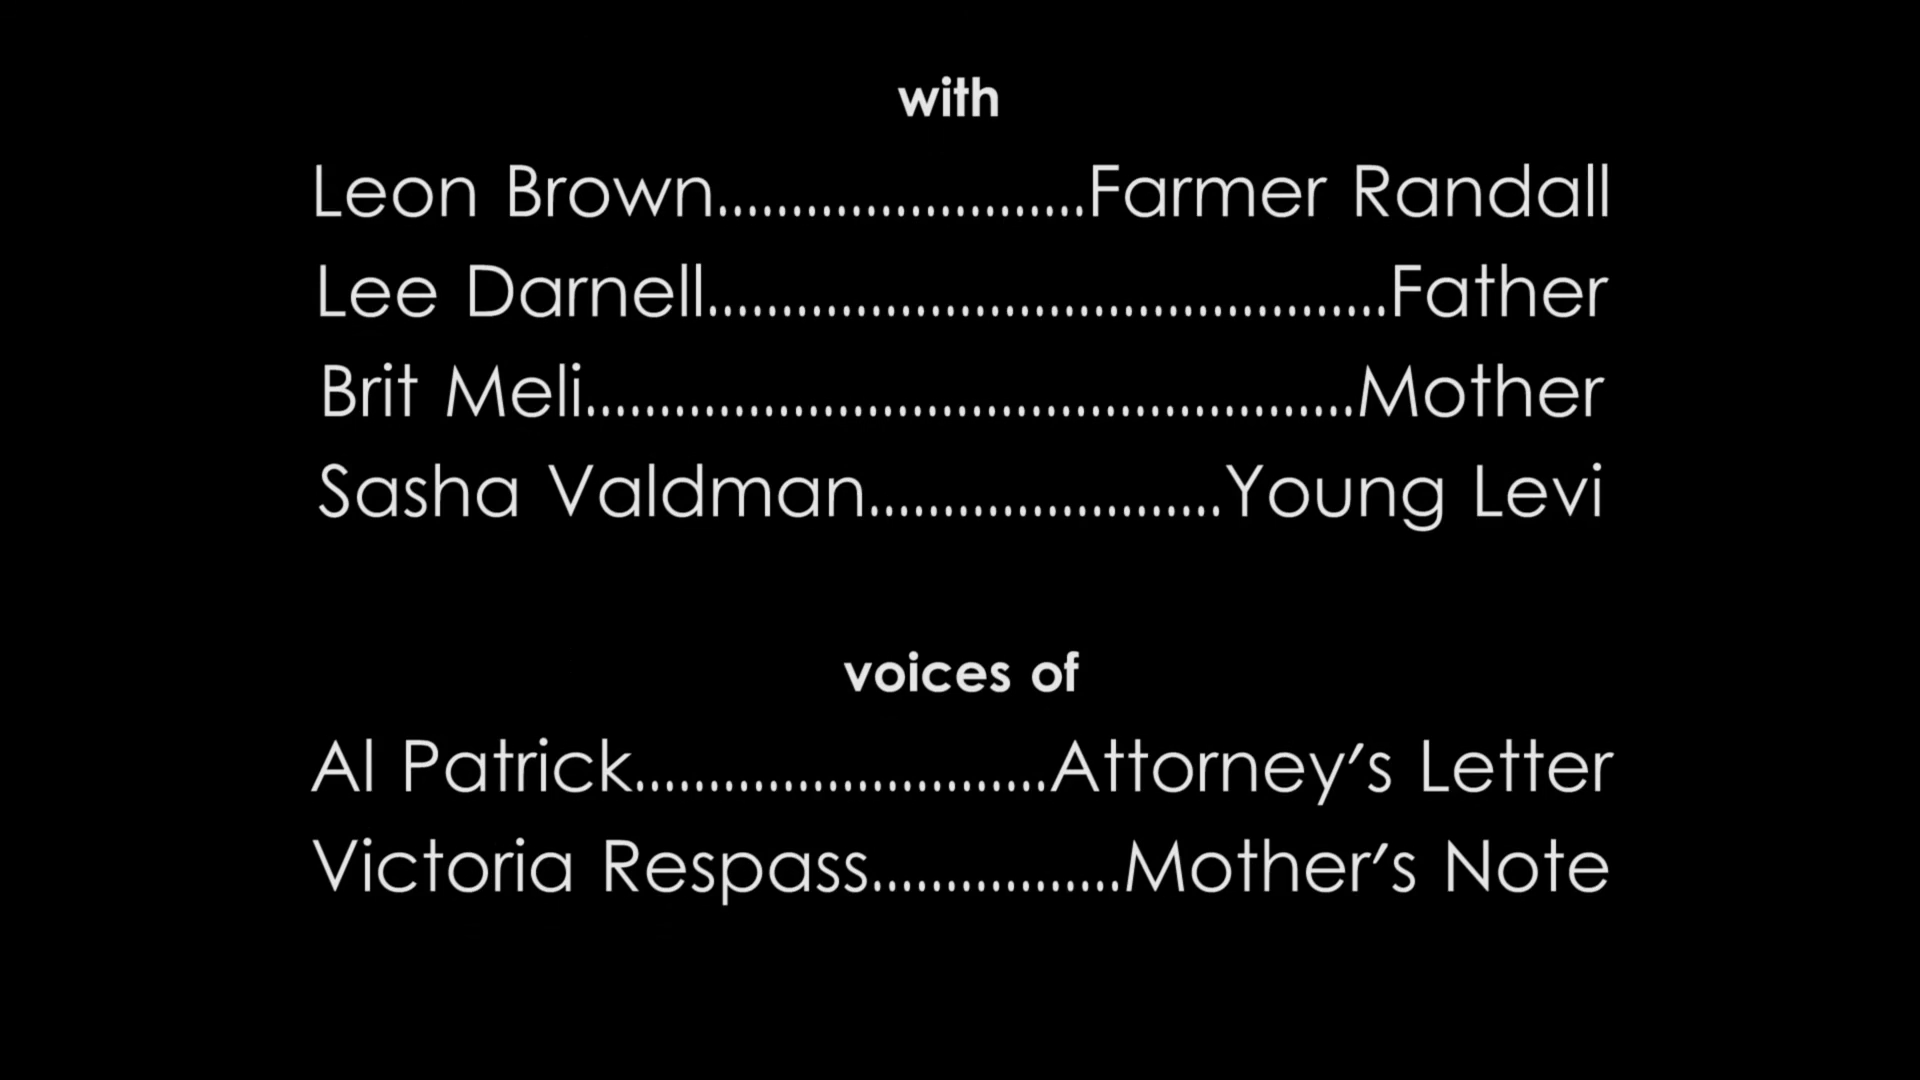 with
Leon Brown.........................Farmer Randall
Lee Darnell..............................................Father
Brit Meli....................................................Mother
Sasha Valdman........................Young Levi
voices of
Al Patrick............................Attorney's Letter
Victoria Respass.................Mother's Note